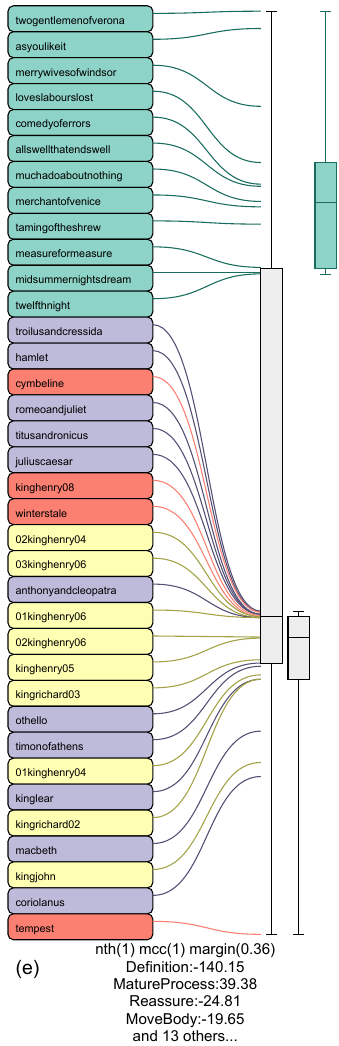 twogentlemenofverona
asyoulikeit
merrywivesofwindsor
loveslabourslost
comedyoferrors
allswellthatendswell
muchadoaboutnothing
merchantofvenice
tamingoftheshrew
measureformeasure
midsummernightsdream
twelfthnight
troilusandcressida
hamlet
cymbeline
romeoandjuliet
titusandronicus
juliuscaesar
kinghenry08
winterstale
02kinghenry04
03kinghenry06
anthonyandcleopatra
01kinghenry06
02kinghenry06
kinghenry05
kingrichard03
othello
timonofathens
01kinghenry04
kinglear
kingrichard02
macbeth
kingjohn
coriolanus
tempest
nth(1) mcc(1) margin(0.36)
(e) Definition:-140.15
MatureProcess:39.38
Reassure:-24.81
MoveBody:-19.65
and 13 others...